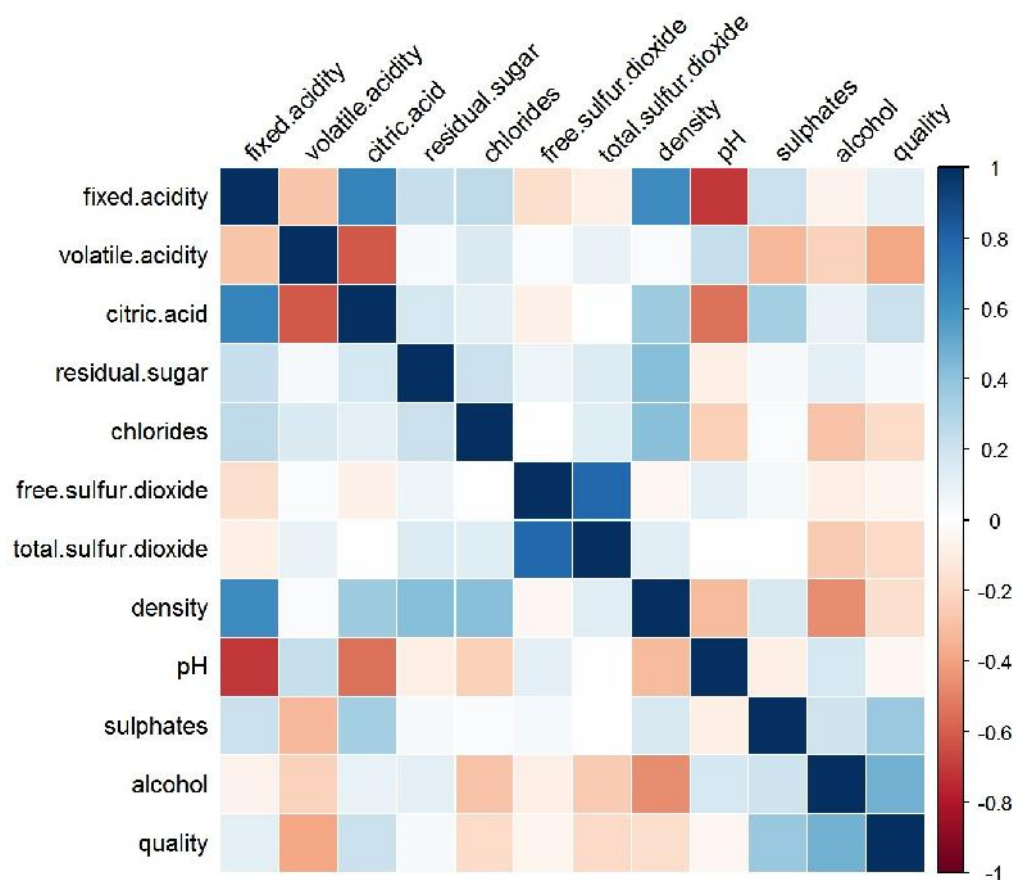 fixed.acidity
volatile.acidity
citric.acid
residual.sugar
chlorides
free.sulfur.dioxide
total.sulfur.dioxide
density
pH
sulphates
alcohol
quality
fixed.acidity
volatile.acidity
citric.acid
residual.sugar
chlorides
free.sulfur.dioxide
total.sulfur.dioxide
density
pH
sulphates
alcohol
quality
1
0.8
0.6
0.4
0.2
0
-0.2
-0.4
-0.6
-0.8
-1